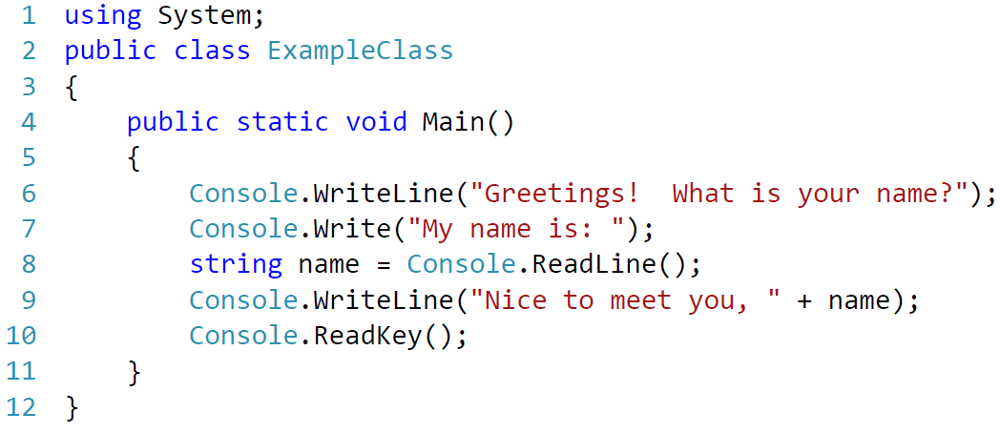 1 using System;
2 public class ExampleClass
3 {
4     public static void Main()
5     {
6         Console.WriteLine("Greetings!  What is your name?");
7         Console.Write("My name is: ");
8         string name = Console.ReadLine();
9         Console.WriteLine("Nice to meet you, " + name);
10         Console.ReadKey();
11     }
12 }